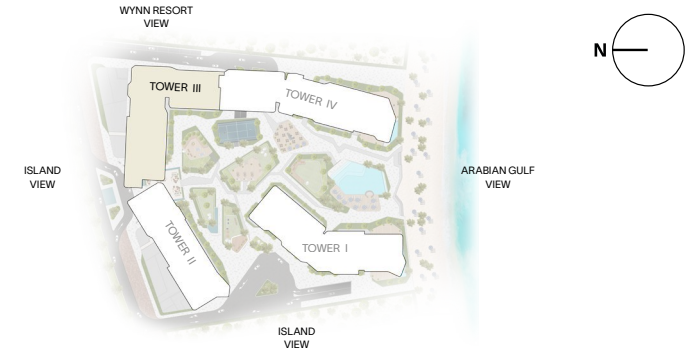 WYNN RESORT
VIEW
N
TOWER III
TOWER IV
ISLAND
VIEW
ARABIAN GULF
VIEW
TOWER II
TOWER I
ISLAND
VIEW